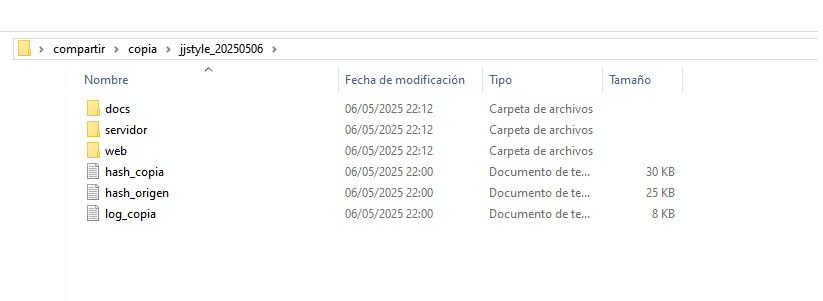 compartir > copia > jjstyle_20250506 >
Nombre Fecha de modificación Tipo Tamaño
docs 06/05/2025 22:12 Carpeta de archivos
servidor 06/05/2025 22:12 Carpeta de archivos
web 06/05/2025 22:12 Carpeta de archivos
hash_copia 06/05/2025 22:00 Documento de te... 30 KB
hash_origen 06/05/2025 22:00 Documento de te... 25 KB
log_copia 06/05/2025 22:00 Documento de te... 8 KB